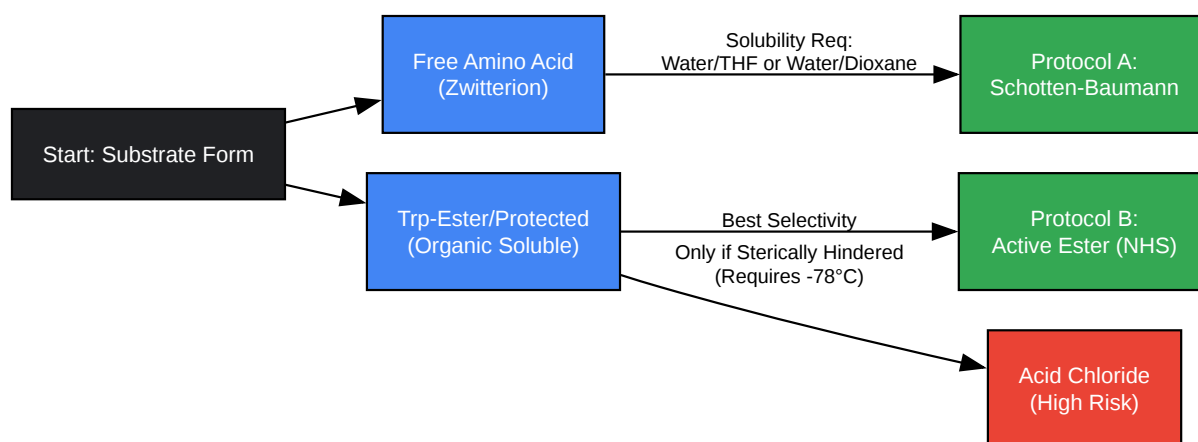 Start: Substrate Form
Free Amino Acid
(Zwitterion)
Solubility Req:
Water/THF or Water/Dioxane
Protocol A:
Schotten-Baumann
Trp-Ester/Protected
(Organic Soluble)
Best Selectivity
Protocol B:
Active Ester (NHS)
Only if Sterically Hindered
(Requires -78°C)
Acid Chloride
(High Risk)